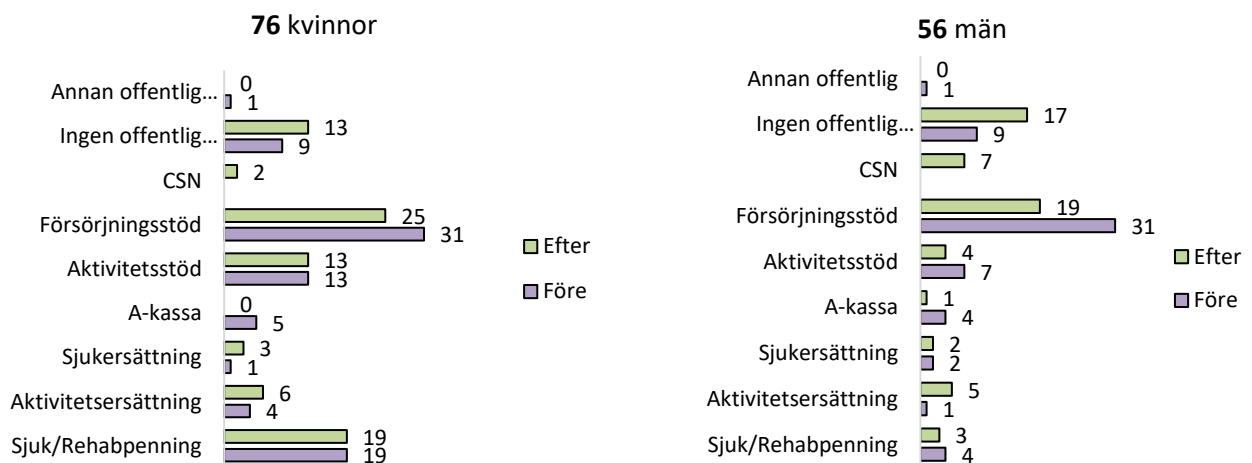 76 kvinnor
Annan offentlig...
0
1
Ingen offentlig...
13
9
CSN
2
Försörjningsstöd
25
31
Aktivitetsstöd
13
13
A-kassa
0
5
Sjukersättning
3
1
Aktivitetsersättning
6
4
Sjuk/Rehabpenning
19
19
Efter
Före
56 män
Annan offentlig
0
1
Ingen offentlig...
17
9
CSN
7
Försörjningsstöd
19
31
Aktivitetsstöd
4
7
A-kassa
1
4
Sjukersättning
2
2
Aktivitetsersättning
5
1
Sjuk/Rehabpenning
3
4
Efter
Före